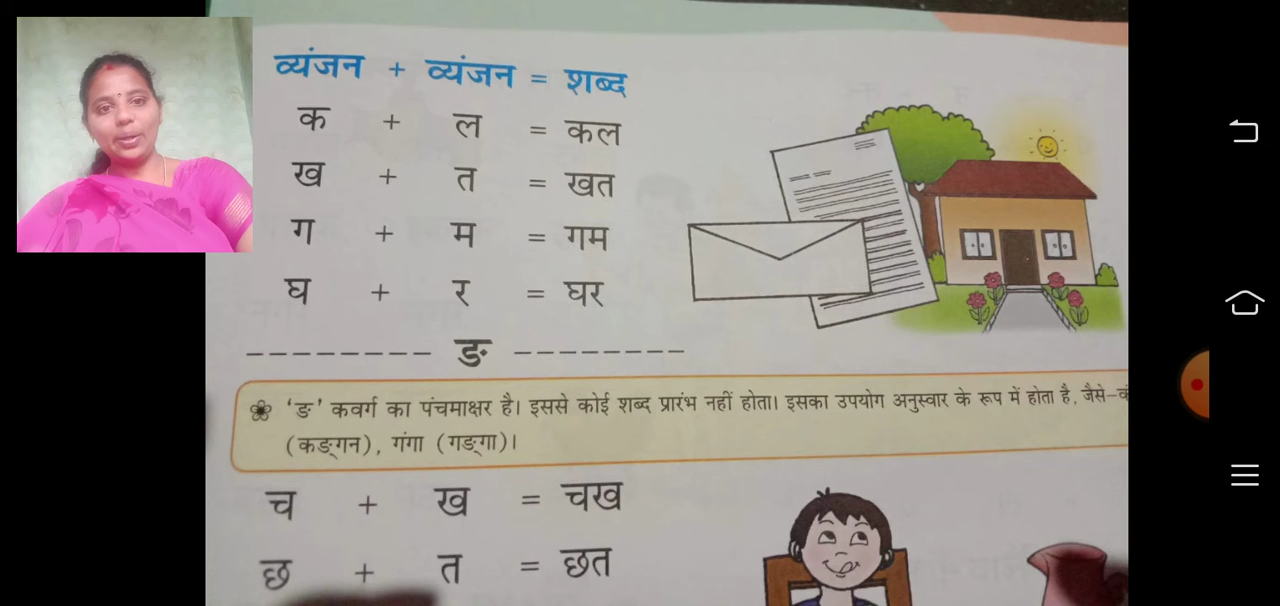 व्यंजन + व्यंजन = शब्द
क + ल = कल
ख + त = खत
ग + म = गम
घ + र = घर
-------- ङ --------
'ङ' कवर्ग का पंचमाक्षर है। इससे कोई शब्द प्रारंभ नहीं होता। इसका उपयोग अनुस्वार के रूप में होता है, जैसे-
(कङ्गन), गंगा (गङ्गा)।
च + ख = चख
छ + त = छत